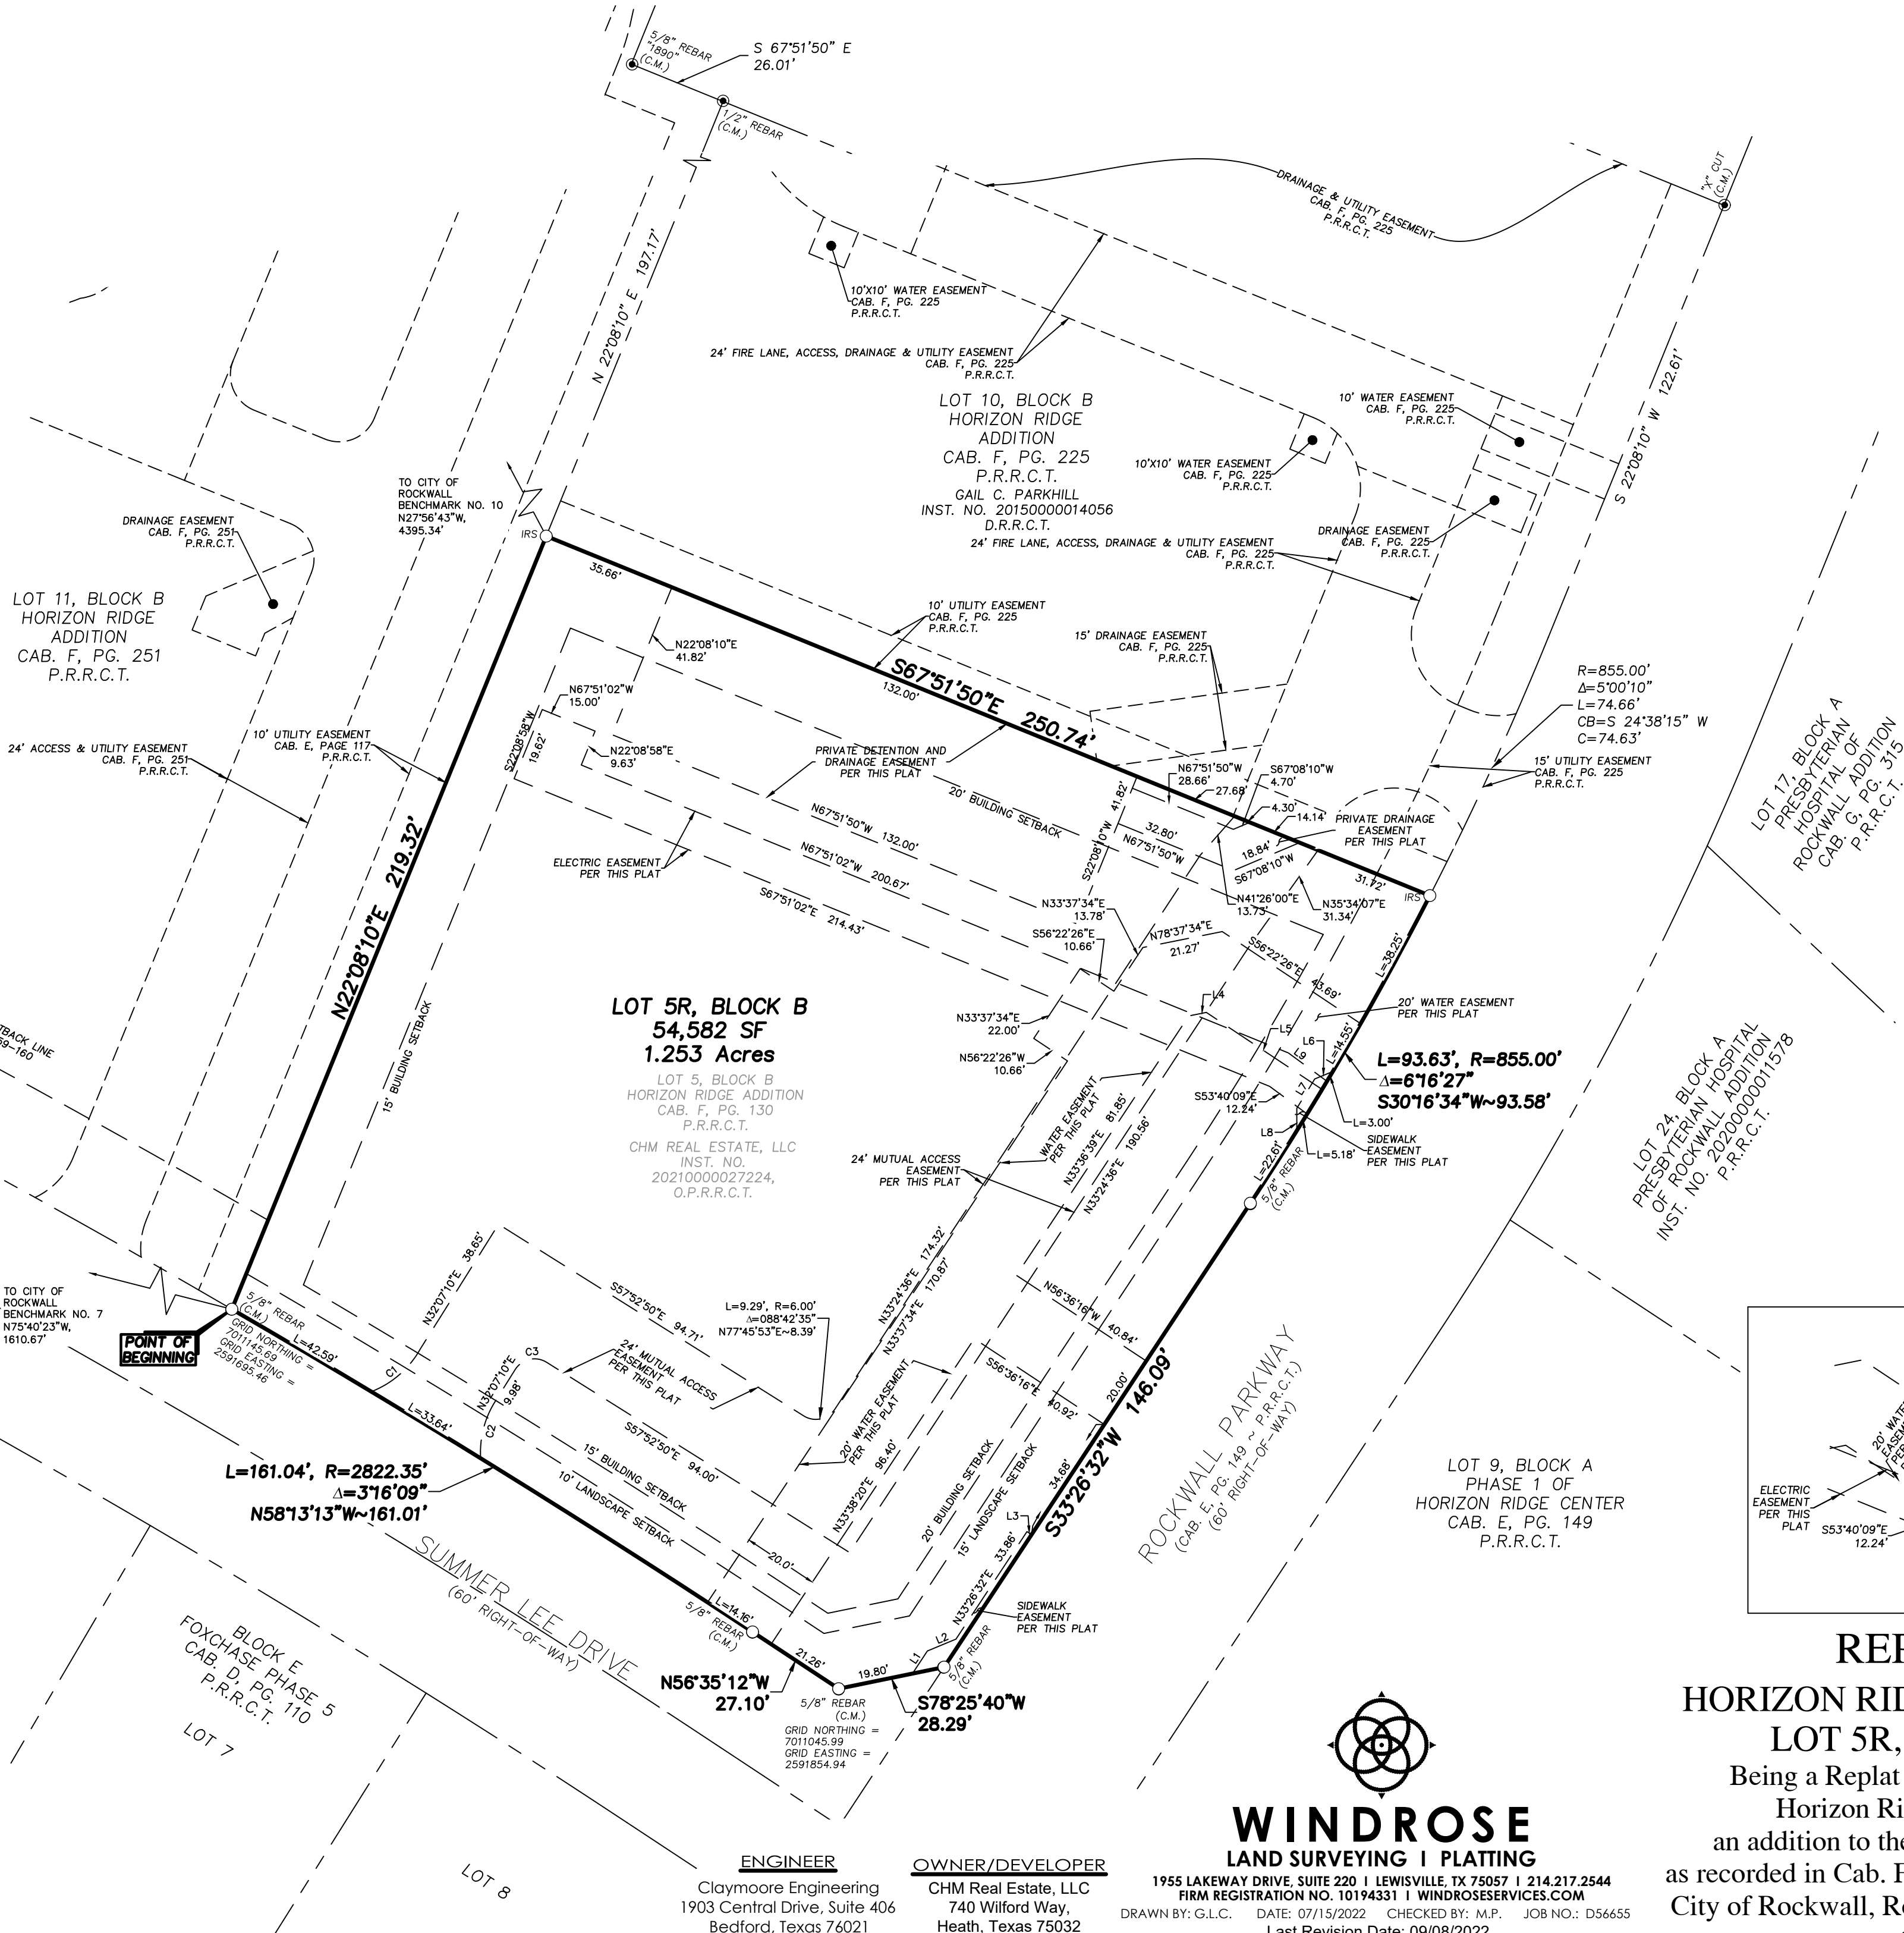 5/8" REBAR
"1890"
(C.M.)
S 67°51'50" E
26.01'
1/2" REBAR
(C.M.)
"X" CUT
(C.M.)
DRAINAGE & UTILITY EASEMENT
CAB. F, PG. 225
P.R.R.C.T.
N 22°08'10" E 197.17'
10'X10' WATER EASEMENT
CAB. F, PG. 225
P.R.R.C.T.
24' FIRE LANE, ACCESS, DRAINAGE & UTILITY EASEMENT
CAB. F, PG. 225
P.R.R.C.T.
LOT 10, BLOCK B
HORIZON RIDGE
ADDITION
CAB. F, PG. 225
P.R.R.C.T.
GAIL C. PARKHILL
INST. NO. 20150000014056
D.R.R.C.T.
10' WATER EASEMENT
CAB. F, PG. 225
P.R.R.C.T.
10'X10' WATER EASEMENT
CAB. F, PG. 225
P.R.R.C.T.
S 22°08'10" W 122.61'
DRAINAGE EASEMENT
CAB. F, PG. 225
P.R.R.C.T.
24' FIRE LANE, ACCESS, DRAINAGE & UTILITY EASEMENT
CAB. F, PG. 225
P.R.R.C.T.
TO CITY OF
ROCKWALL
BENCHMARK NO. 10
N27°56'43"W,
4395.34'
DRAINAGE EASEMENT
CAB. F, PG. 251
P.R.R.C.T.
IRS
35.66'
LOT 11, BLOCK B
HORIZON RIDGE
ADDITION
CAB. F, PG. 251
P.R.R.C.T.
10' UTILITY EASEMENT
CAB. F, PG. 225
P.R.R.C.T.
15' DRAINAGE EASEMENT
CAB. F, PG. 225
P.R.R.C.T.
N22°08'10"E
41.82'
S67°51'50"E 250.74'
132.00'
R=855.00'
Δ=5°00'10"
L=74.66'
CB=S 24°38'15" W
C=74.63'
N67°51'02"W
15.00'
S22°08'58"W
19.62'
N22°08'58"E
9.63'
24' ACCESS & UTILITY EASEMENT
CAB. F, PG. 251
P.R.R.C.T.
10' UTILITY EASEMENT
CAB. E, PAGE 117
P.R.R.C.T.
PRIVATE DETENTION AND
DRAINAGE EASEMENT
PER THIS PLAT
20' BUILDING SETBACK
15' UTILITY EASEMENT
CAB. F, PG. 225
P.R.R.C.T.
LOT 17, BLOCK A
PRESBYTERIAN
HOSPITAL OF
ROCKWALL ADDITION
CAB. G, PG. 315
P.R.R.C.T.
N67°51'50"W
28.66'
27.68'
S67°08'10"W
4.70'
4.30'
14.14'
PRIVATE DRAINAGE
EASEMENT
PER THIS PLAT
S22°08'10"W 41.82'
32.80'
N67°51'50"W
18.84'
S67°08'10"W
31.72'
IRS
N41°26'00"E
13.73'
N35°34'07"E
31.34'
N67°51'50"W 132.00'
N67°51'02"W 200.67'
S67°51'02"E 214.43'
ELECTRIC EASEMENT
PER THIS PLAT
N22°08'10"E 219.32'
N33°37'34"E
13.78'
S56°22'26"E
10.66'
N78°37'34"E
21.27'
S56°22'26"E
43.69'
L=38.25'
20' WATER EASEMENT
PER THIS PLAT
L4
L5
L6
L9
L7
L8
L=14.55'
N33°37'34"E
22.00'
N56°22'26"W
10.66'
L=93.63', R=855.00'
Δ=6°16'27"
S30°16'34"W~93.58'
S53°40'09"E
12.24'
L=3.00'
L=5.18'
L=22.61'
SIDEWALK
EASEMENT
PER THIS PLAT
5/8" REBAR
(C.M.)
LOT 5R, BLOCK B
54,582 SF
1.253 Acres
LOT 5, BLOCK B
HORIZON RIDGE ADDITION
CAB. F, PG. 130
P.R.R.C.T.
CHM REAL ESTATE, LLC
INST. NO.
20210000027224,
O.P.R.R.C.T.
15' BUILDING SETBACK
TBACK LINE
59-160
WATER EASEMENT
PER THIS PLAT
N33°36'39"E 81.85'
N33°24'36"E 190.56'
24' MUTUAL ACCESS
EASEMENT
PER THIS PLAT
LOT 24, BLOCK A
PRESBYTERIAN HOSPITAL
OF ROCKWALL ADDITION
INST. NO. 20200000011578
P.R.R.C.T.
TO CITY OF
ROCKWALL
BENCHMARK NO. 7
N75°40'23"W,
1610.67'
POINT OF
BEGINNING
5/8" REBAR
(C.M.)
GRID NORTHING =
7011145.69
GRID EASTING =
2591695.46
L=42.59'
C1
N32°07'10"E 38.65'
S57°52'50"E 94.71'
L=9.29', R=6.00'
Δ=088°42'35"
N77°45'53"E~8.39'
N33°24'36"E 174.32'
N33°37'34"E 170.87'
24' MUTUAL ACCESS
EASEMENT
PER THIS PLAT
C3
N32°07'10"E
9.98'
C2
L=33.64'
S57°52'50"E 94.00'
15' BUILDING SETBACK
10' LANDSCAPE SETBACK
20' WATER EASEMENT
PER THIS PLAT
N33°38'20"E 96.40'
N56°36'16"W 40.84'
S56°36'16"E
40.92'
20.00'
34.68'
33.86'
S33°26'32"W 146.09'
20' BUILDING SETBACK
15' LANDSCAPE SETBACK
L3
N33°26'32"E
L2
L1
20.0'
ROCKWALL PARKWAY
(CAB. E, PG. 149 ~ P.R.R.C.T.)
(60' RIGHT-OF-WAY)
L=161.04', R=2822.35'
Δ=3°16'09"
N58°13'13"W~161.01'
SUMMER LEE DRIVE
(60' RIGHT-OF-WAY)
L=14.16'
5/8" REBAR
(C.M.)
21.26'
N56°35'12"W
27.10'
19.80'
S78°25'40"W
28.29'
5/8" REBAR
(C.M.)
SIDEWALK
EASEMENT
PER THIS PLAT
5/8" REBAR
(C.M.)
GRID NORTHING =
7011045.99
GRID EASTING =
2591854.94
LOT 9, BLOCK A
PHASE 1 OF
HORIZON RIDGE CENTER
CAB. E, PG. 149
P.R.R.C.T.
20' WATER
ELECTRIC
EASEMENT
PER THIS
PLAT
S53°40'09"E
12.24'
BLOCK E
FOXCHASE PHASE 5
CAB. D, PG. 110
P.R.R.C.T.
LOT 7
LOT 8
ENGINEER
Claymoore Engineering
1903 Central Drive, Suite 406
Bedford, Texas 76021
OWNER/DEVELOPER
CHM Real Estate, LLC
740 Wilford Way,
Heath, Texas 75032
WINDROSE
LAND SURVEYING | PLATTING
1955 LAKEWAY DRIVE, SUITE 220 | LEWISVILLE, TX 75057 | 214.217.2544
FIRM REGISTRATION NO. 10194331 | WINDROSESERVICES.COM
DRAWN BY: G.L.C. DATE: 07/15/2022 CHECKED BY: M.P. JOB NO.: D56655
Last Revision Date: 09/08/2022
REP
HORIZON RID
LOT 5R,
Being a Replat
Horizon Ri
an addition to the
as recorded in Cab. F
City of Rockwall, Ro